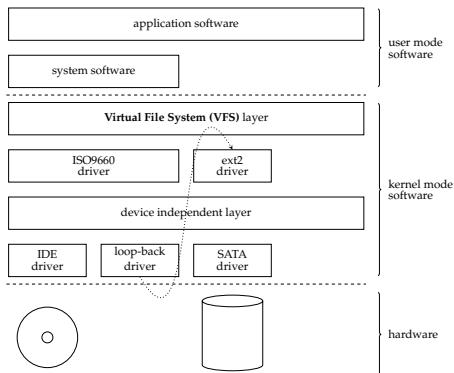 application software
user mode
software
system software
Virtual File System (VFS) layer
ISO9660
driver
ext2
driver
kernel mode
software
device independent layer
IDE
driver
loop-back
driver
SATA
driver
hardware